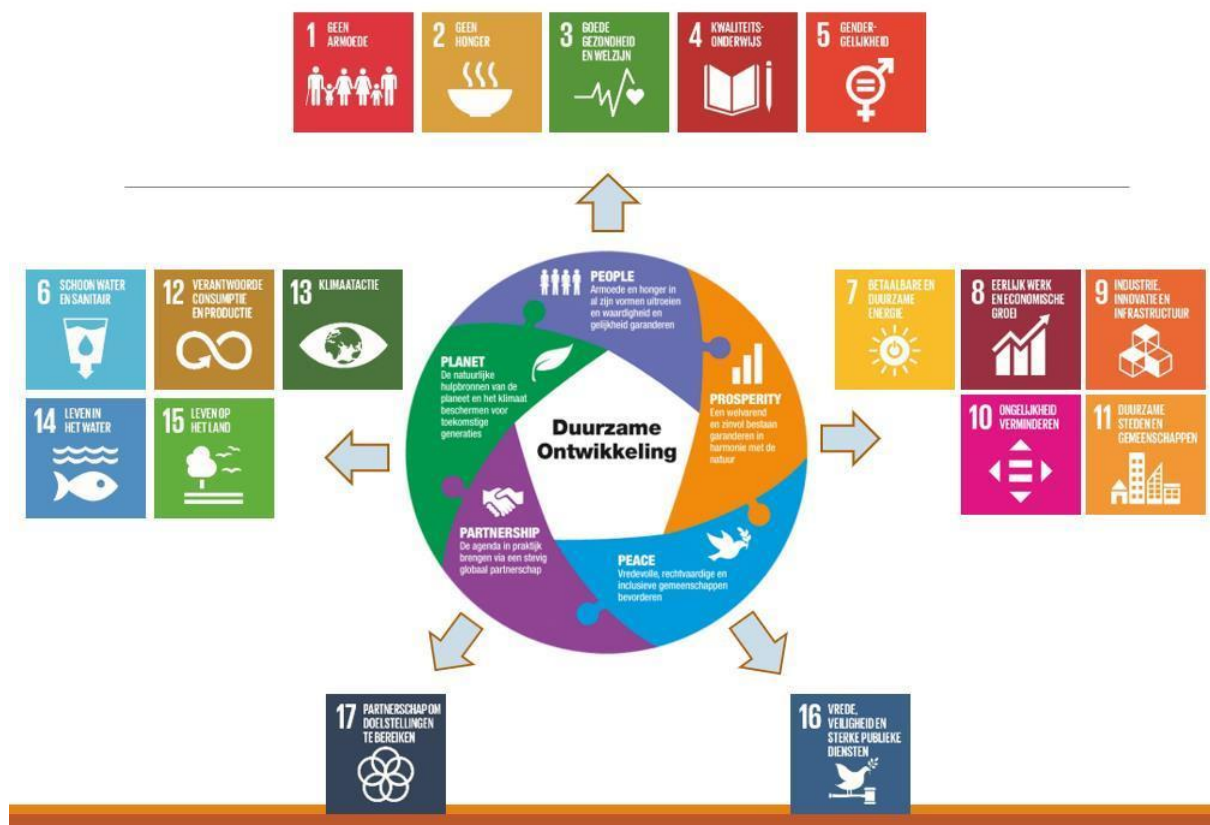 1 GEEN
ARMOEDE
2 GEEN
HONGER
3 GOEDE
GEZONDHEID
EN WELZIJN
4 KWALITEITS-
ONDERWIJS
5 GENDER-
GELIJKHEID
6 SCHOON WATER
EN SANITAIR
12 VERANTWOORDE
CONSUMPTIE
EN PRODUCTIE
13 KLIMAATACTIE
14 LEVEN IN
HET WATER
15 LEVEN OP
HET LAND
PEOPLE
Armoede en honger in
al zijn vormen uitroeien
en waardigheid en
gelijkheid garanderen
PLANET
De natuurlijke
hulpbronnen van de
planeet en het klimaat
beschermen voor
toekomstige
generaties
Duurzame
Ontwikkeling
PROSPERITY
Een welvarend
en zinvol bestaan
garanderen in
harmonie met de
natuur
PARTNERSHIP
De agenda in praktijk
brengen via een stevig
globaal partnerschap
PEACE
Vredevolle, rechtvaardige en
inclusieve gemeenschappen
bevorderen
7 BETAALBARE EN
DUURZAME
ENERGIE
8 EERLIJK WERK
EN ECONOMISCHE
GROEI
9 INDUSTRIE,
INNOVATIE EN
INFRASTRUCTUUR
10 ONGELIJKHEID
VERMINDEREN
11 DUURZAME
STEDEN EN
GEMEENSCHAPPEN
17 PARTNERSCHAP OM
DOELSTELLINGEN
TE BEREIKEN
16 VREDE,
VEILIGHEID EN
STERKE PUBLIEKE
DIENSTEN